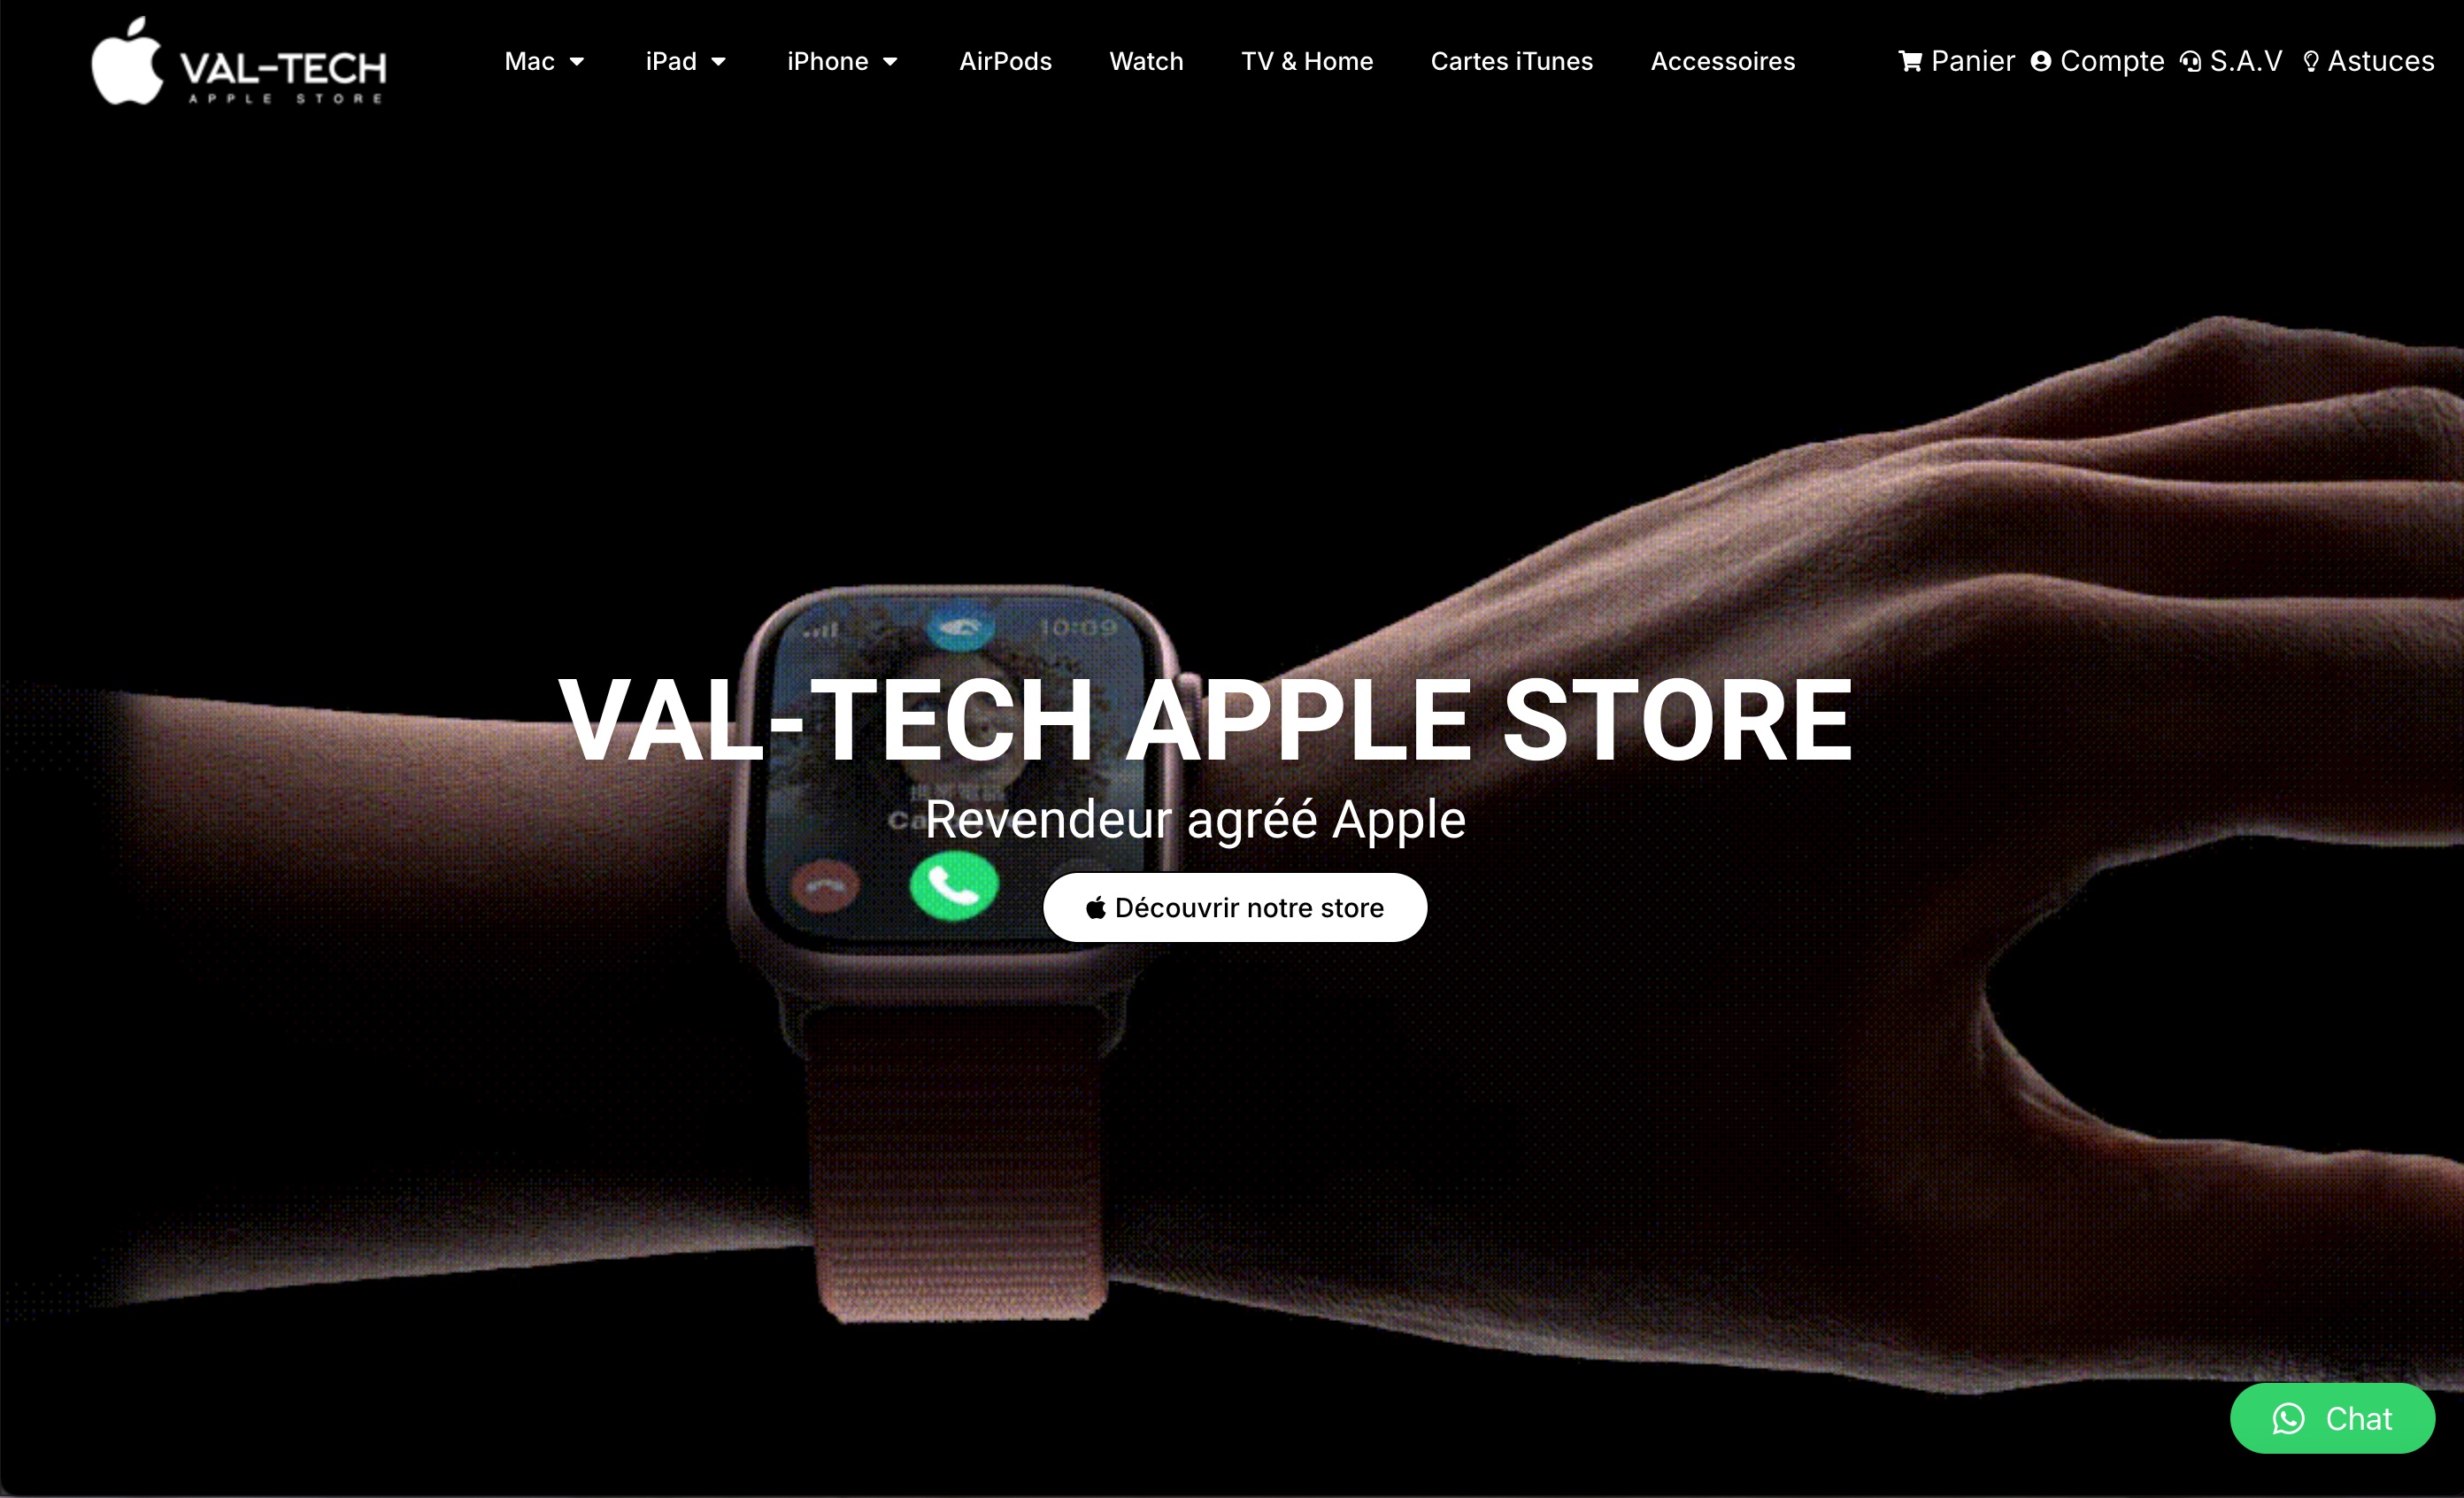 VAL-TECH
APPLE STORE
Mac
iPad
iPhone
AirPods
Watch
TV & Home
Cartes iTunes
Accessoires
Panier
Compte
S.A.V
Astuces
10:09
VAL-TECH APPLE STORE
Revendeur agréé Apple
Découvrir notre store
Chat